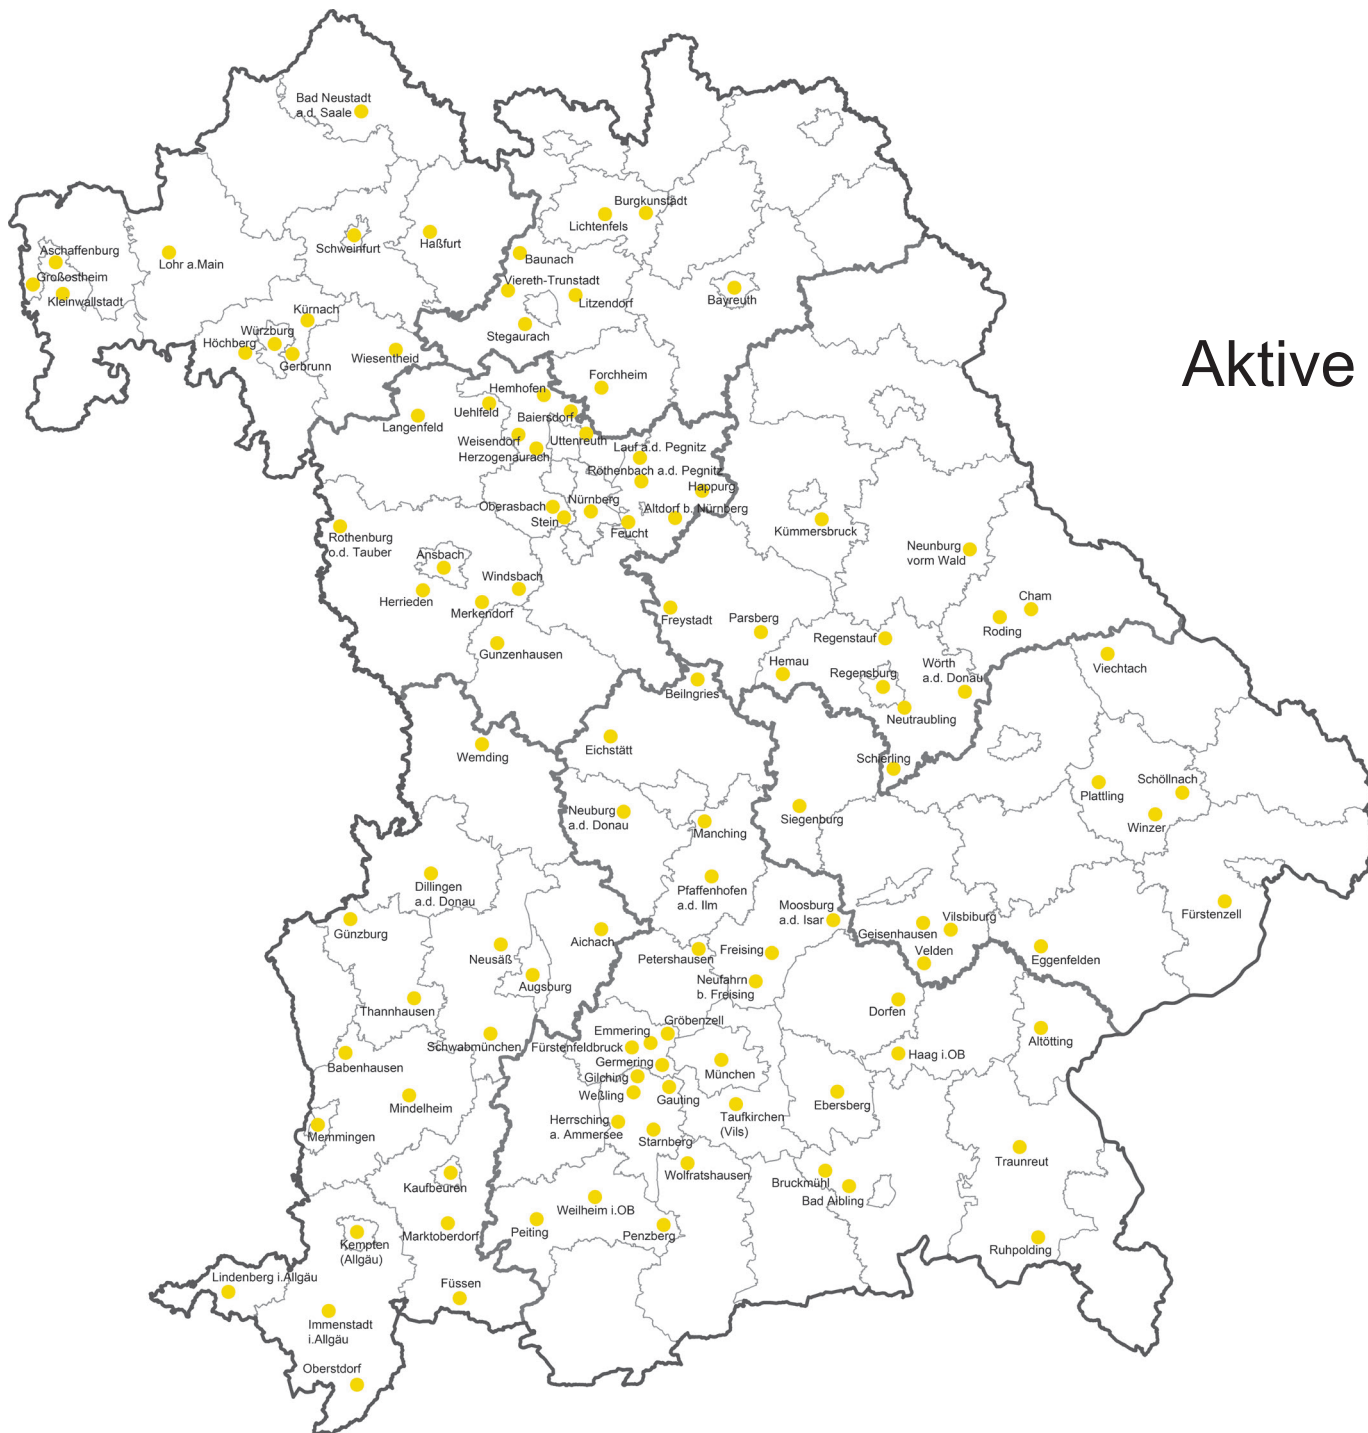 Bad Neustadt
a.d. Saale
Burgkunstadt
Lichtenfels
Schweinfurt
Haßfurt
Aschaffenburg
Lohr a.Main
Großostheim
Kleinwallstadt
Baunach
Viereth-Trunstadt
Litzendorf
Bayreuth
Stegaurach
Kürnach
Würzburg
Höchberg
Gerbrunn
Wiesentheid
Aktive
Forchheim
Hemhofen
Uehlfeld
Baiersdorf
Langenfeld
Weisendorf
Uttenreuth
Herzogenaurach
Lauf a.d. Pegnitz
Röthenbach a.d. Pegnitz
Happurg
Oberasbach
Nürnberg
Altdorf b. Nürnberg
Stein
Feucht
Kümmersbruck
Rothenburg
o.d. Tauber
Ansbach
Neunburg
vorm Wald
Windsbach
Herrieden
Merkendorf
Freystadt
Parsberg
Cham
Roding
Regenstauf
Gunzenhausen
Viechtach
Hemau
Regensburg
Wörth
a.d. Donau
Beilngries
Neutraubling
Eichstätt
Wemding
Schierling
Plattling
Schöllnach
Neuburg
a.d. Donau
Manching
Siegenburg
Winzer
Dillingen
a.d. Donau
Pfaffenhofen
a.d. Ilm
Moosburg
a.d. Isar
Fürstenzell
Günzburg
Aichach
Geisenhausen
Vilsbiburg
Neusäß
Petershausen
Freising
Velden
Eggenfelden
Augsburg
Neufahrn
b. Freising
Thannhausen
Dorfen
Schwabmünchen
Gröbenzell
Emmering
Fürstenfeldbruck
Altötting
Haag i.OB
Babenhausen
Germering
München
Gilching
Weßling
Gauting
Mindelheim
Ebersberg
Taufkirchen
(Vils)
Herrsching
a. Ammersee
Memmingen
Starnberg
Traunreut
Wolfratshausen
Kaufbeuren
Bruckmühl
Bad Aibling
Weilheim i.OB
Peiting
Penzberg
Marktoberdorf
Kempten
(Allgäu)
Ruhpolding
Lindenberg i.Allgäu
Füssen
Immenstadt
i.Allgäu
Oberstdorf